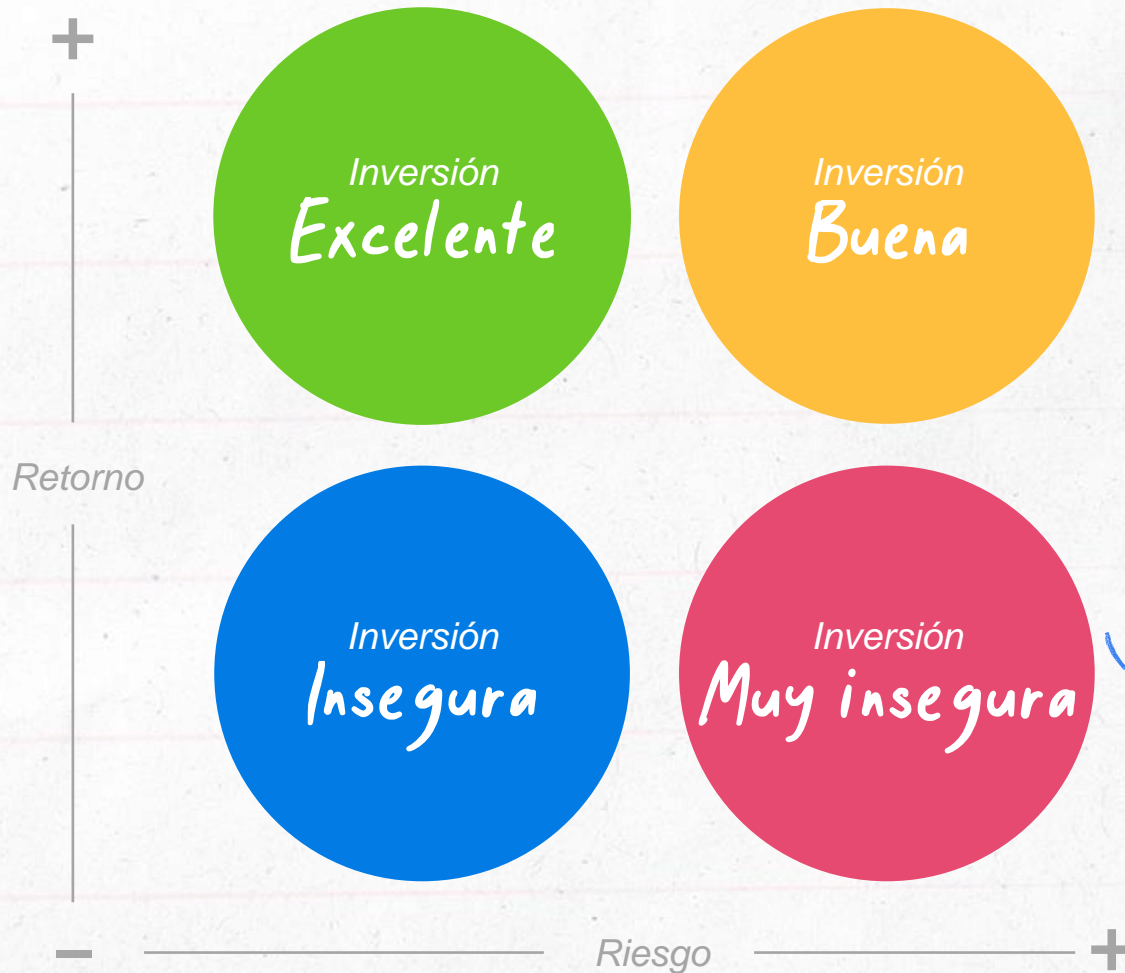 +
Inversión
Excelente
Inversión
Buena
Retorno
Inversión
Insegura
Inversión
Muy insegura
−
Riesgo
+